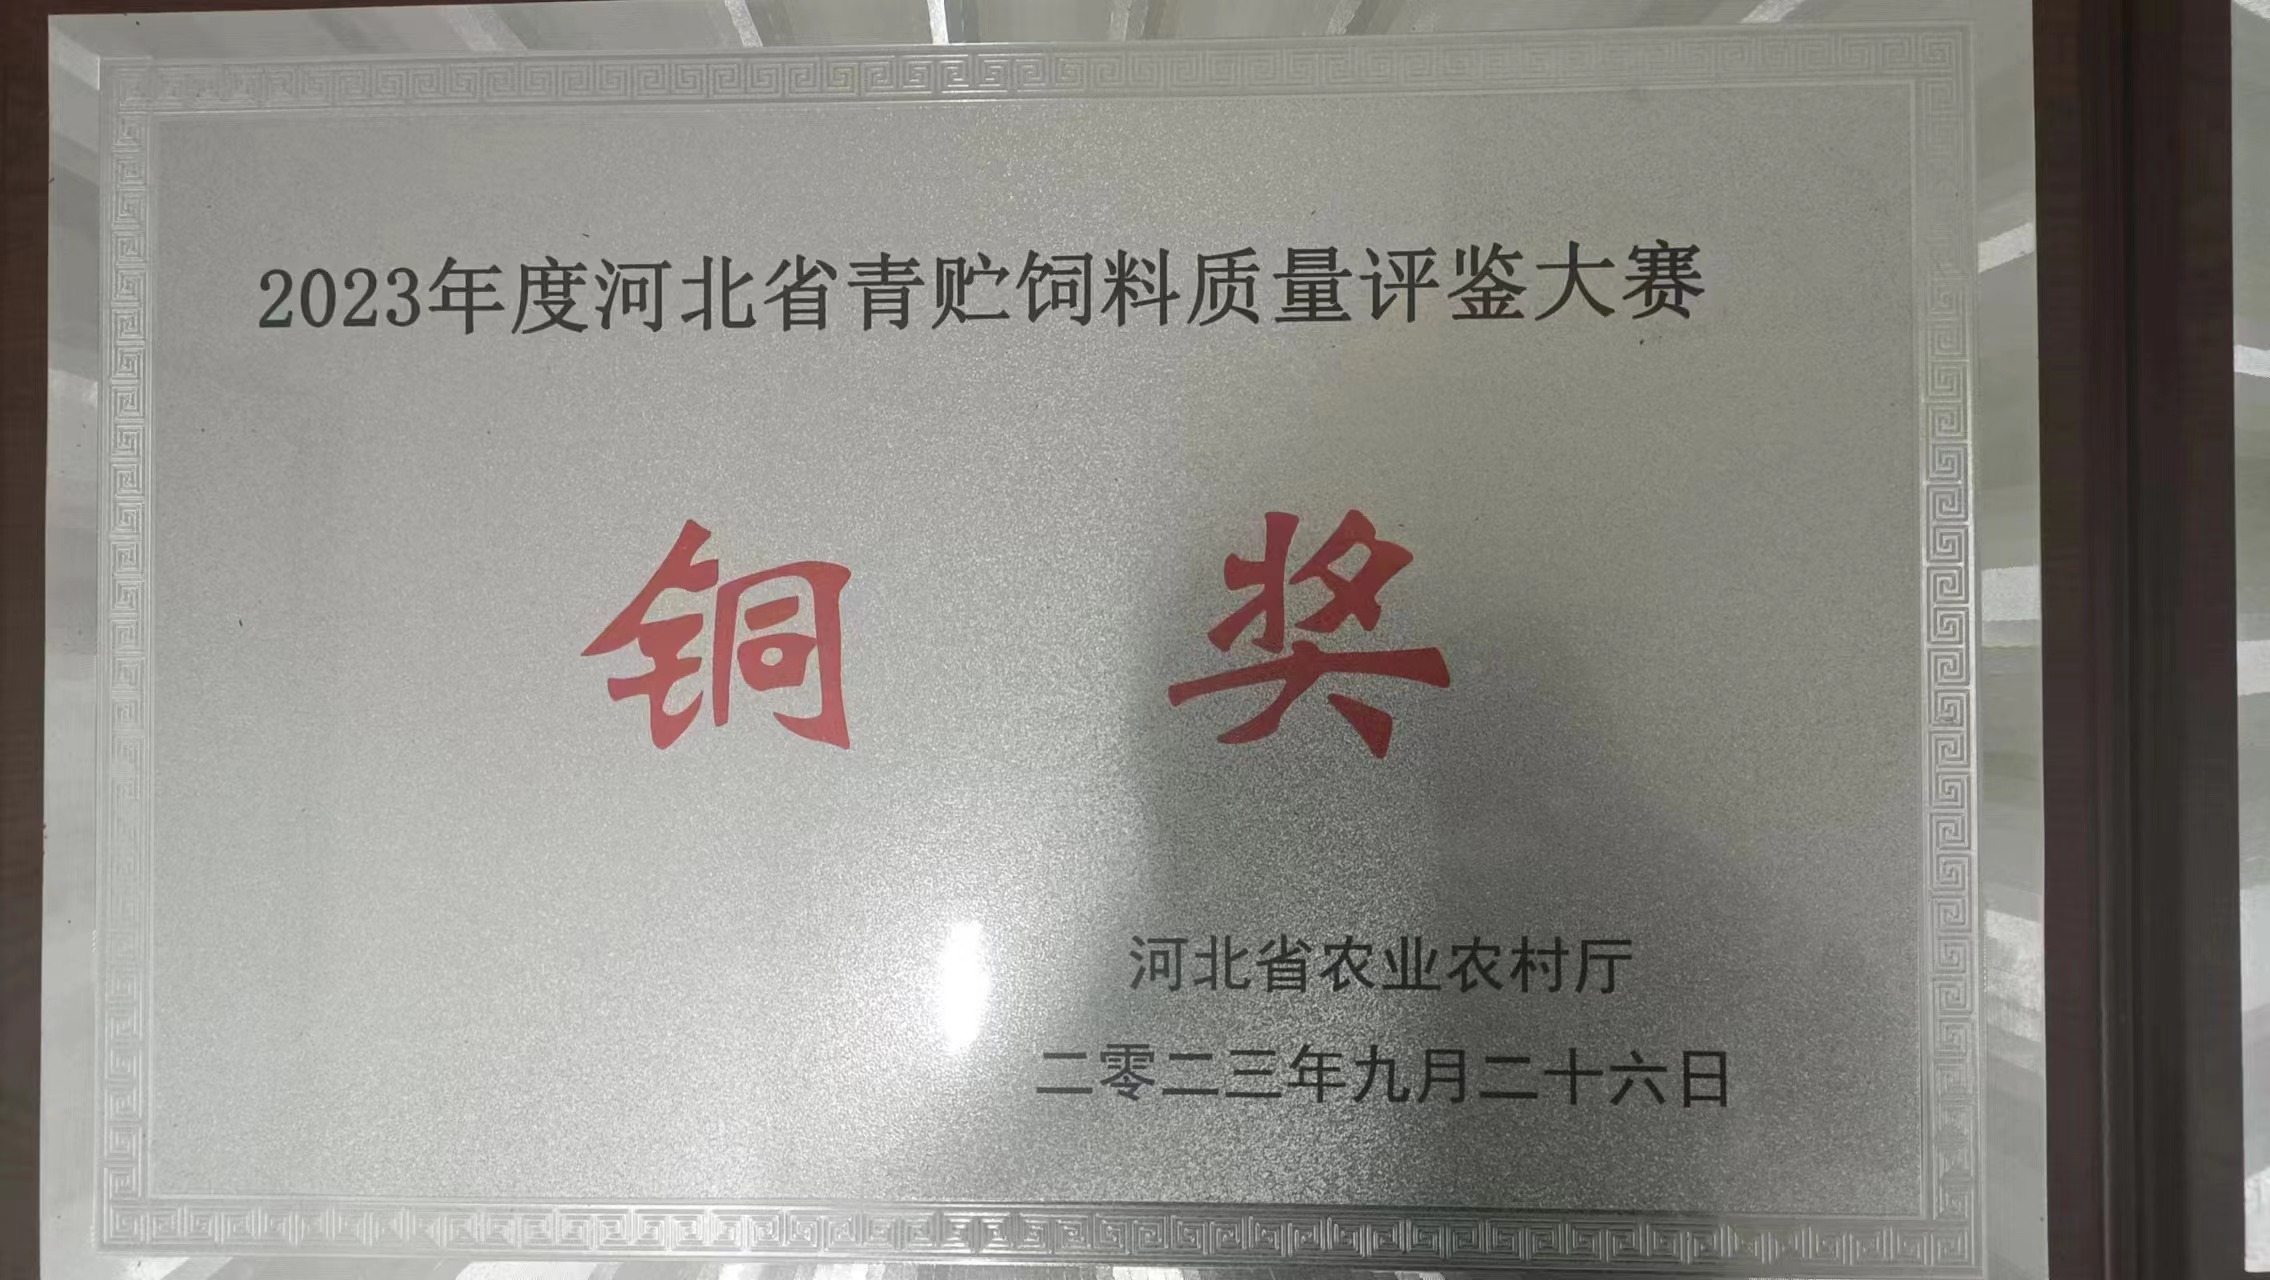 2023年度河北省青贮饲料质量评鉴大赛
铜奖
河北省农业农村厅
二零二三年九月二十六日